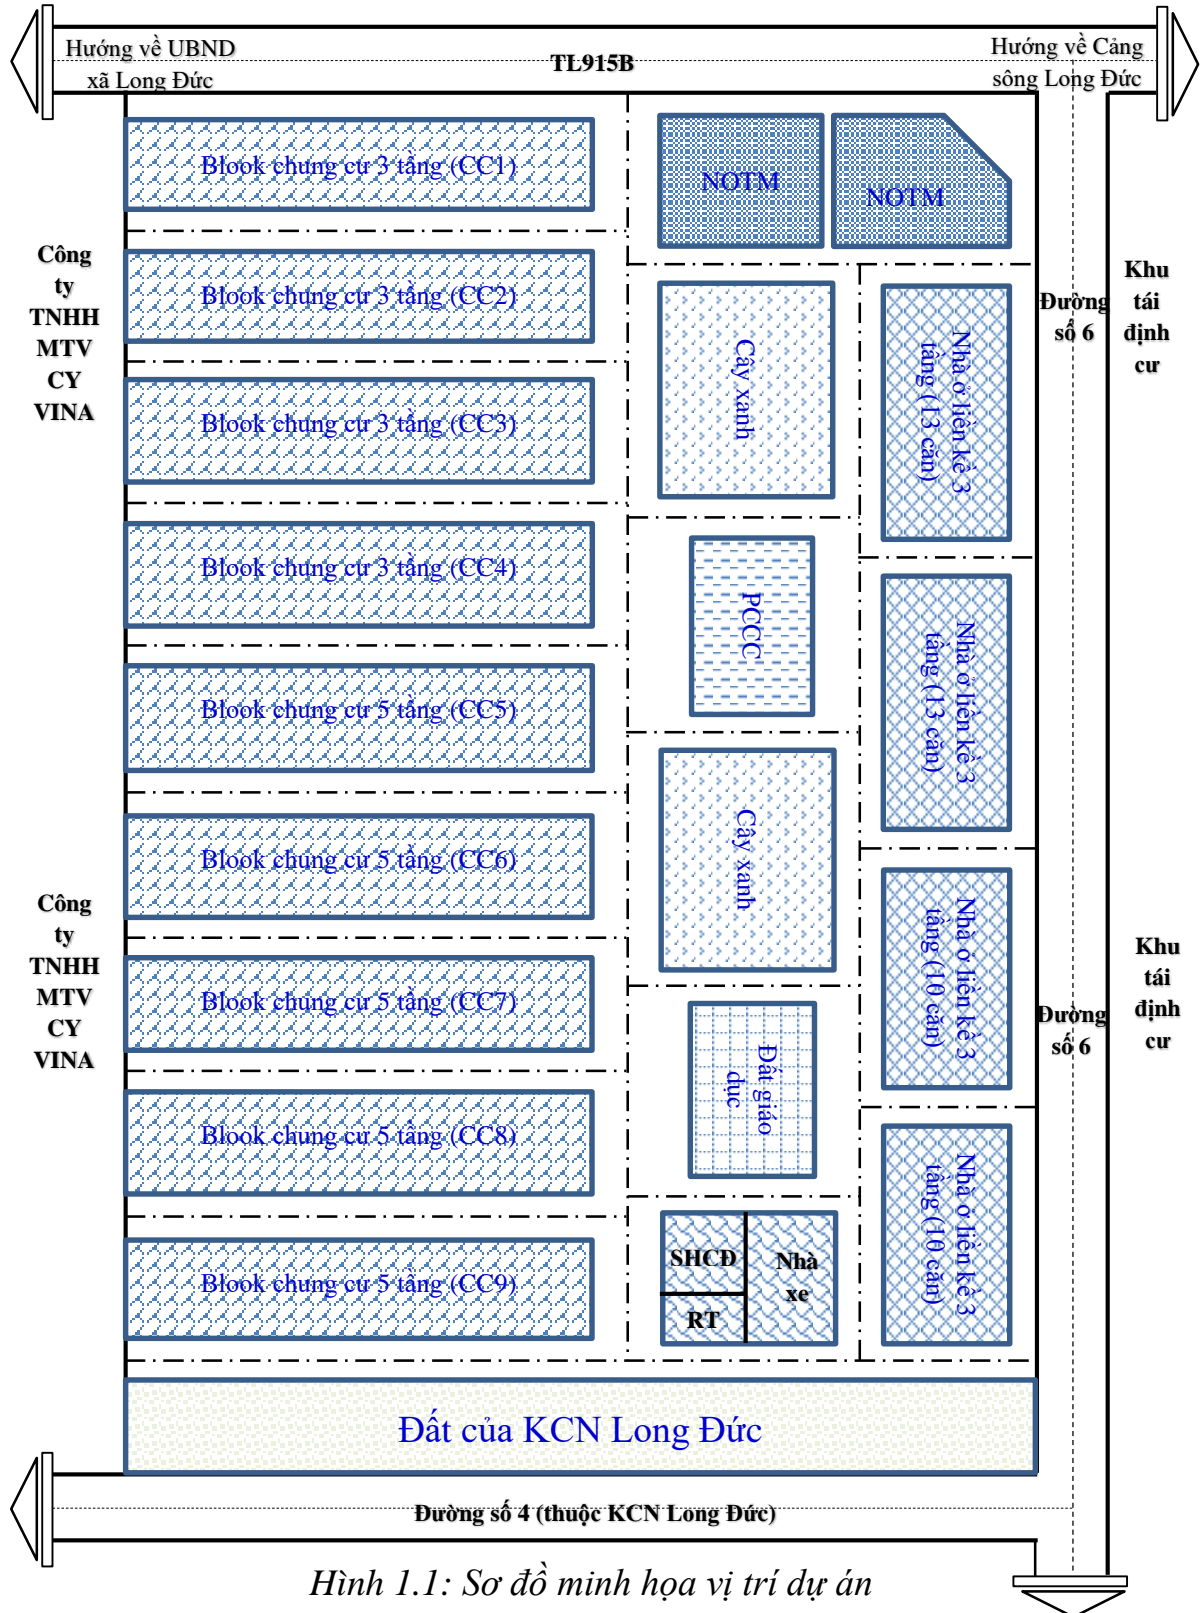 Hướng về UBND
xã Long Đức
TL915B
Hướng về Cảng
sông Long Đức
Blook chung cư 3 tầng (CC1)
NOTM
NOTM
Blook chung cư 3 tầng (CC2)
Công
ty
TNHH
MTV
CY
VINA
Blook chung cư 3 tầng (CC3)
Cây xanh
Nhà ở liền kề 3
tầng (13 căn)
Đường
số 6
Khu
tái
định
cư
Blook chung cư 3 tầng (CC4)
PCCC
Nhà ở liền kề 3
tầng (13 căn)
Blook chung cư 5 tầng (CC5)
Blook chung cư 5 tầng (CC6)
Cây xanh
Nhà ở liền kề 3
tầng (10 căn)
Công
ty
TNHH
MTV
CY
VINA
Blook chung cư 5 tầng (CC7)
Đường
số 6
Khu
tái
định
cư
Đất giáo
dục
Blook chung cư 5 tầng (CC8)
Nhà ở liền kề 3
tầng (10 căn)
Blook chung cư 5 tầng (CC9)
SHCĐ
RT
Nhà
xe
Đất của KCN Long Đức
Đường số 4 (thuộc KCN Long Đức)
Hình 1.1: Sơ đồ minh họa vị trí dự án